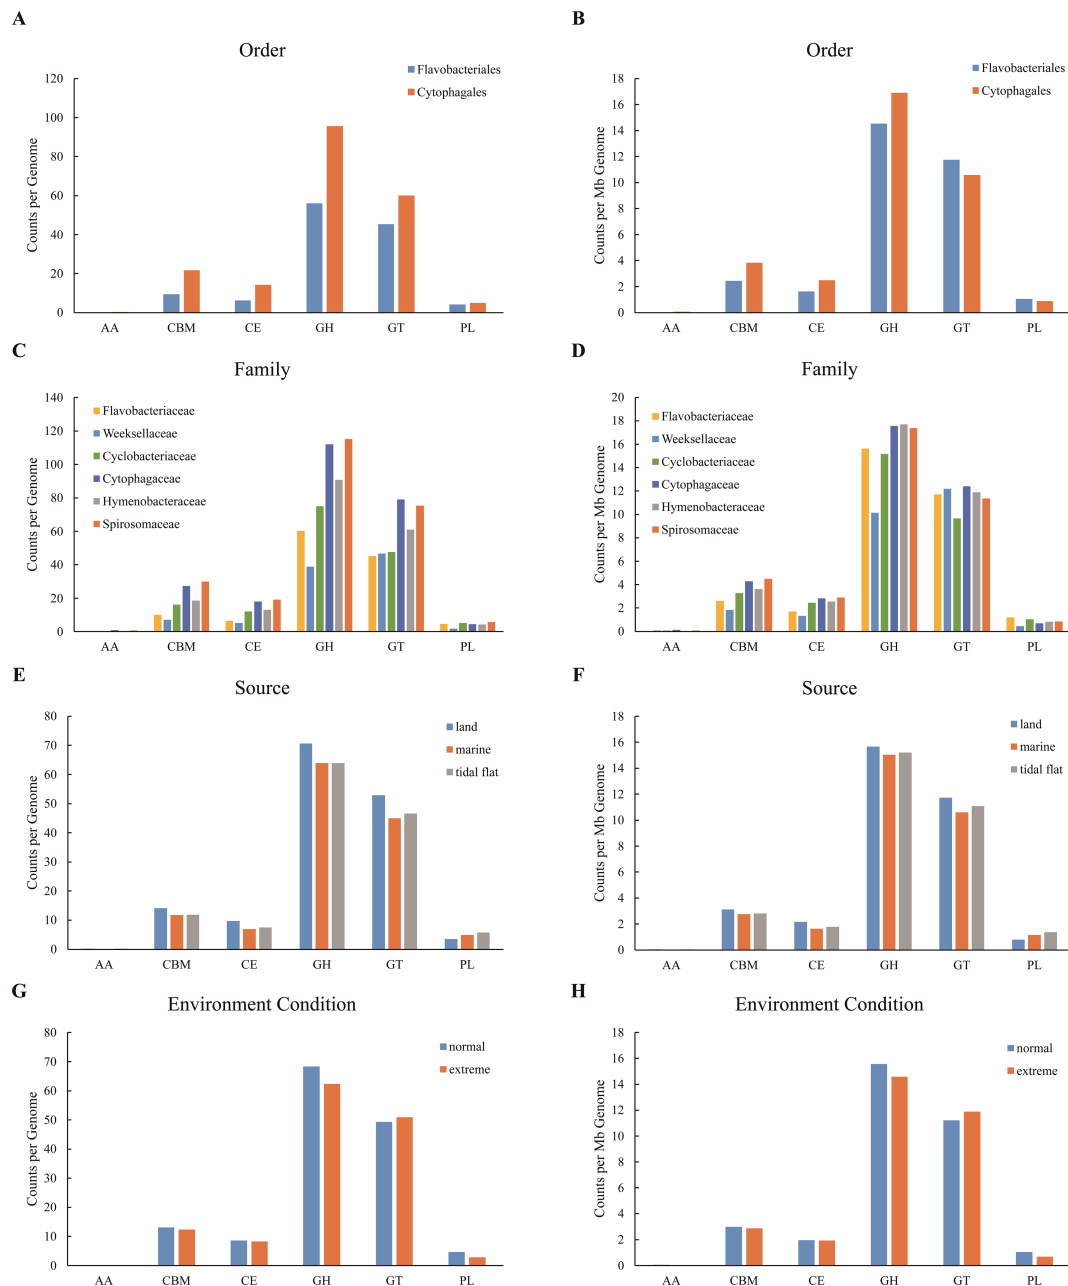 A
Order
Flavobacteriales
Cytophagales
Counts per Genome
120
100
80
60
40
20
0
AA CBM CE GH GT PL
B
Order
Flavobacteriales
Cytophagales
Counts per Mb Genome
18
16
14
12
10
8
6
4
2
0
AA CBM CE GH GT PL
C
Family
Flavobacteriaceae
Weeksellaceae
Cyclobacteriaceae
Cytophagaceae
Hymenobacteraceae
Spirosomaceae
Counts per Genome
140
120
100
80
60
40
20
0
AA CBM CE GH GT PL
D
Family
Flavobacteriaceae
Weeksellaceae
Cyclobacteriaceae
Cytophagaceae
Hymenobacteraceae
Spirosomaceae
Counts per Mb Genome
20
18
16
14
12
10
8
6
4
2
0
AA CBM CE GH GT PL
E
Source
land
marine
tidal flat
Counts per Genome
80
70
60
50
40
30
20
10
0
AA CBM CE GH GT PL
F
Source
land
marine
tidal flat
Counts per Mb Genome
18
16
14
12
10
8
6
4
2
0
AA CBM CE GH GT PL
G
Environment Condition
normal
extreme
Counts per Genome
80
70
60
50
40
30
20
10
0
AA CBM CE GH GT PL
H
Environment Condition
normal
extreme
Counts per Mb Genome
18
16
14
12
10
8
6
4
2
0
AA CBM CE GH GT PL